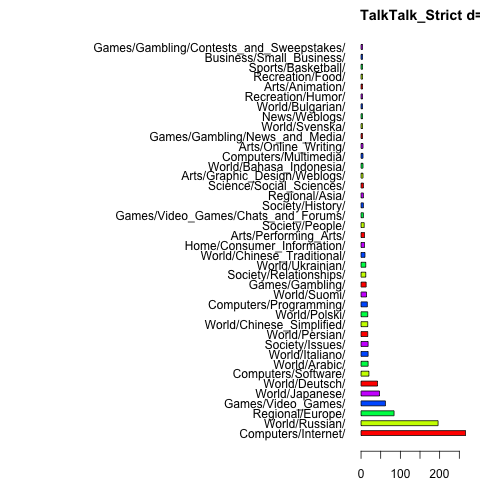 TalkTalk_Strict d=
Games/Gambling/Contests_and_Sweepstakes/
Business/Small_Business/
Sports/Basketball/
Recreation/Food/
Arts/Animation/
Recreation/Humor/
World/Bulgarian/
News/Weblogs/
World/Svenska/
Games/Gambling/News_and_Media/
Arts/Online_Writing/
Computers/Multimedia/
World/Bahasa_Indonesia/
Arts/Graphic_Design/Weblogs/
Science/Social_Sciences/
Regional/Asia/
Society/History/
Games/Video_Games/Chats_and_Forums/
Society/People/
Arts/Performing_Arts/
Home/Consumer_Information/
World/Chinese_Traditional/
World/Ukrainian/
Society/Relationships/
Games/Gambling/
World/Suomi/
Computers/Programming/
World/Polski/
World/Chinese_Simplified/
World/Persian/
Society/Issues/
World/Italiano/
World/Arabic/
Computers/Software/
World/Deutsch/
World/Japanese/
Games/Video_Games/
Regional/Europe/
World/Russian/
Computers/Internet/
0 100 200